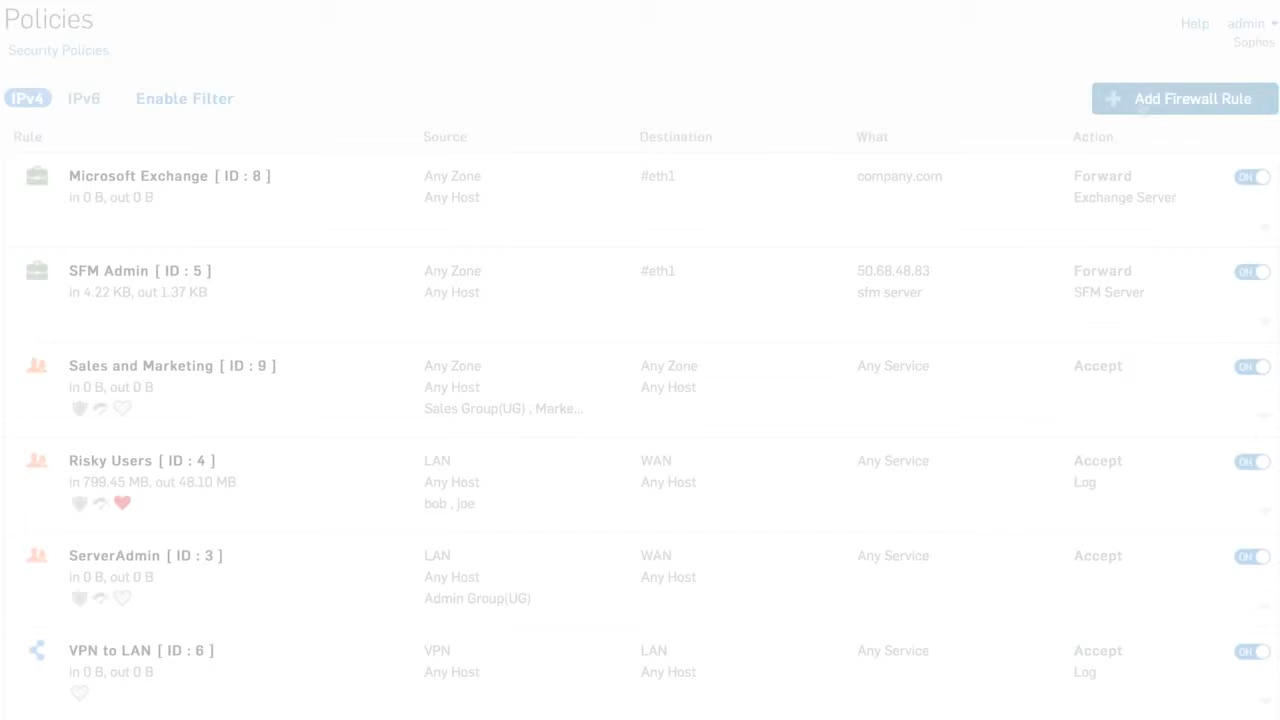 Policies
Help admin
Sophos
Security Policies
IPv4 IPv6 Enable Filter
Add Firewall Rule
Rule Source Destination What Action
Microsoft Exchange [ ID : 8 ] Any Zone #eth1 company.com Forward ON
in 0 B, out 0 B Any Host Exchange Server
SFM Admin [ ID : 5 ] Any Zone #eth1 50.68.48.83 Forward ON
in 4.22 KB, out 1.37 KB Any Host sfm server SFM Server
Sales and Marketing [ ID : 9 ] Any Zone Any Zone Any Service Accept ON
in 0 B, out 0 B Any Host Any Host
Sales Group(UG) , Marke...
Risky Users [ ID : 4 ] LAN WAN Any Service Accept ON
in 799.45 MB, out 48.10 MB Any Host Any Host Log
bob , joe
ServerAdmin [ ID : 3 ] LAN WAN Any Service Accept ON
in 0 B, out 0 B Any Host Any Host
Admin Group(UG)
VPN to LAN [ ID : 6 ] VPN LAN Any Service Accept ON
in 0 B, out 0 B Any Host Any Host Log